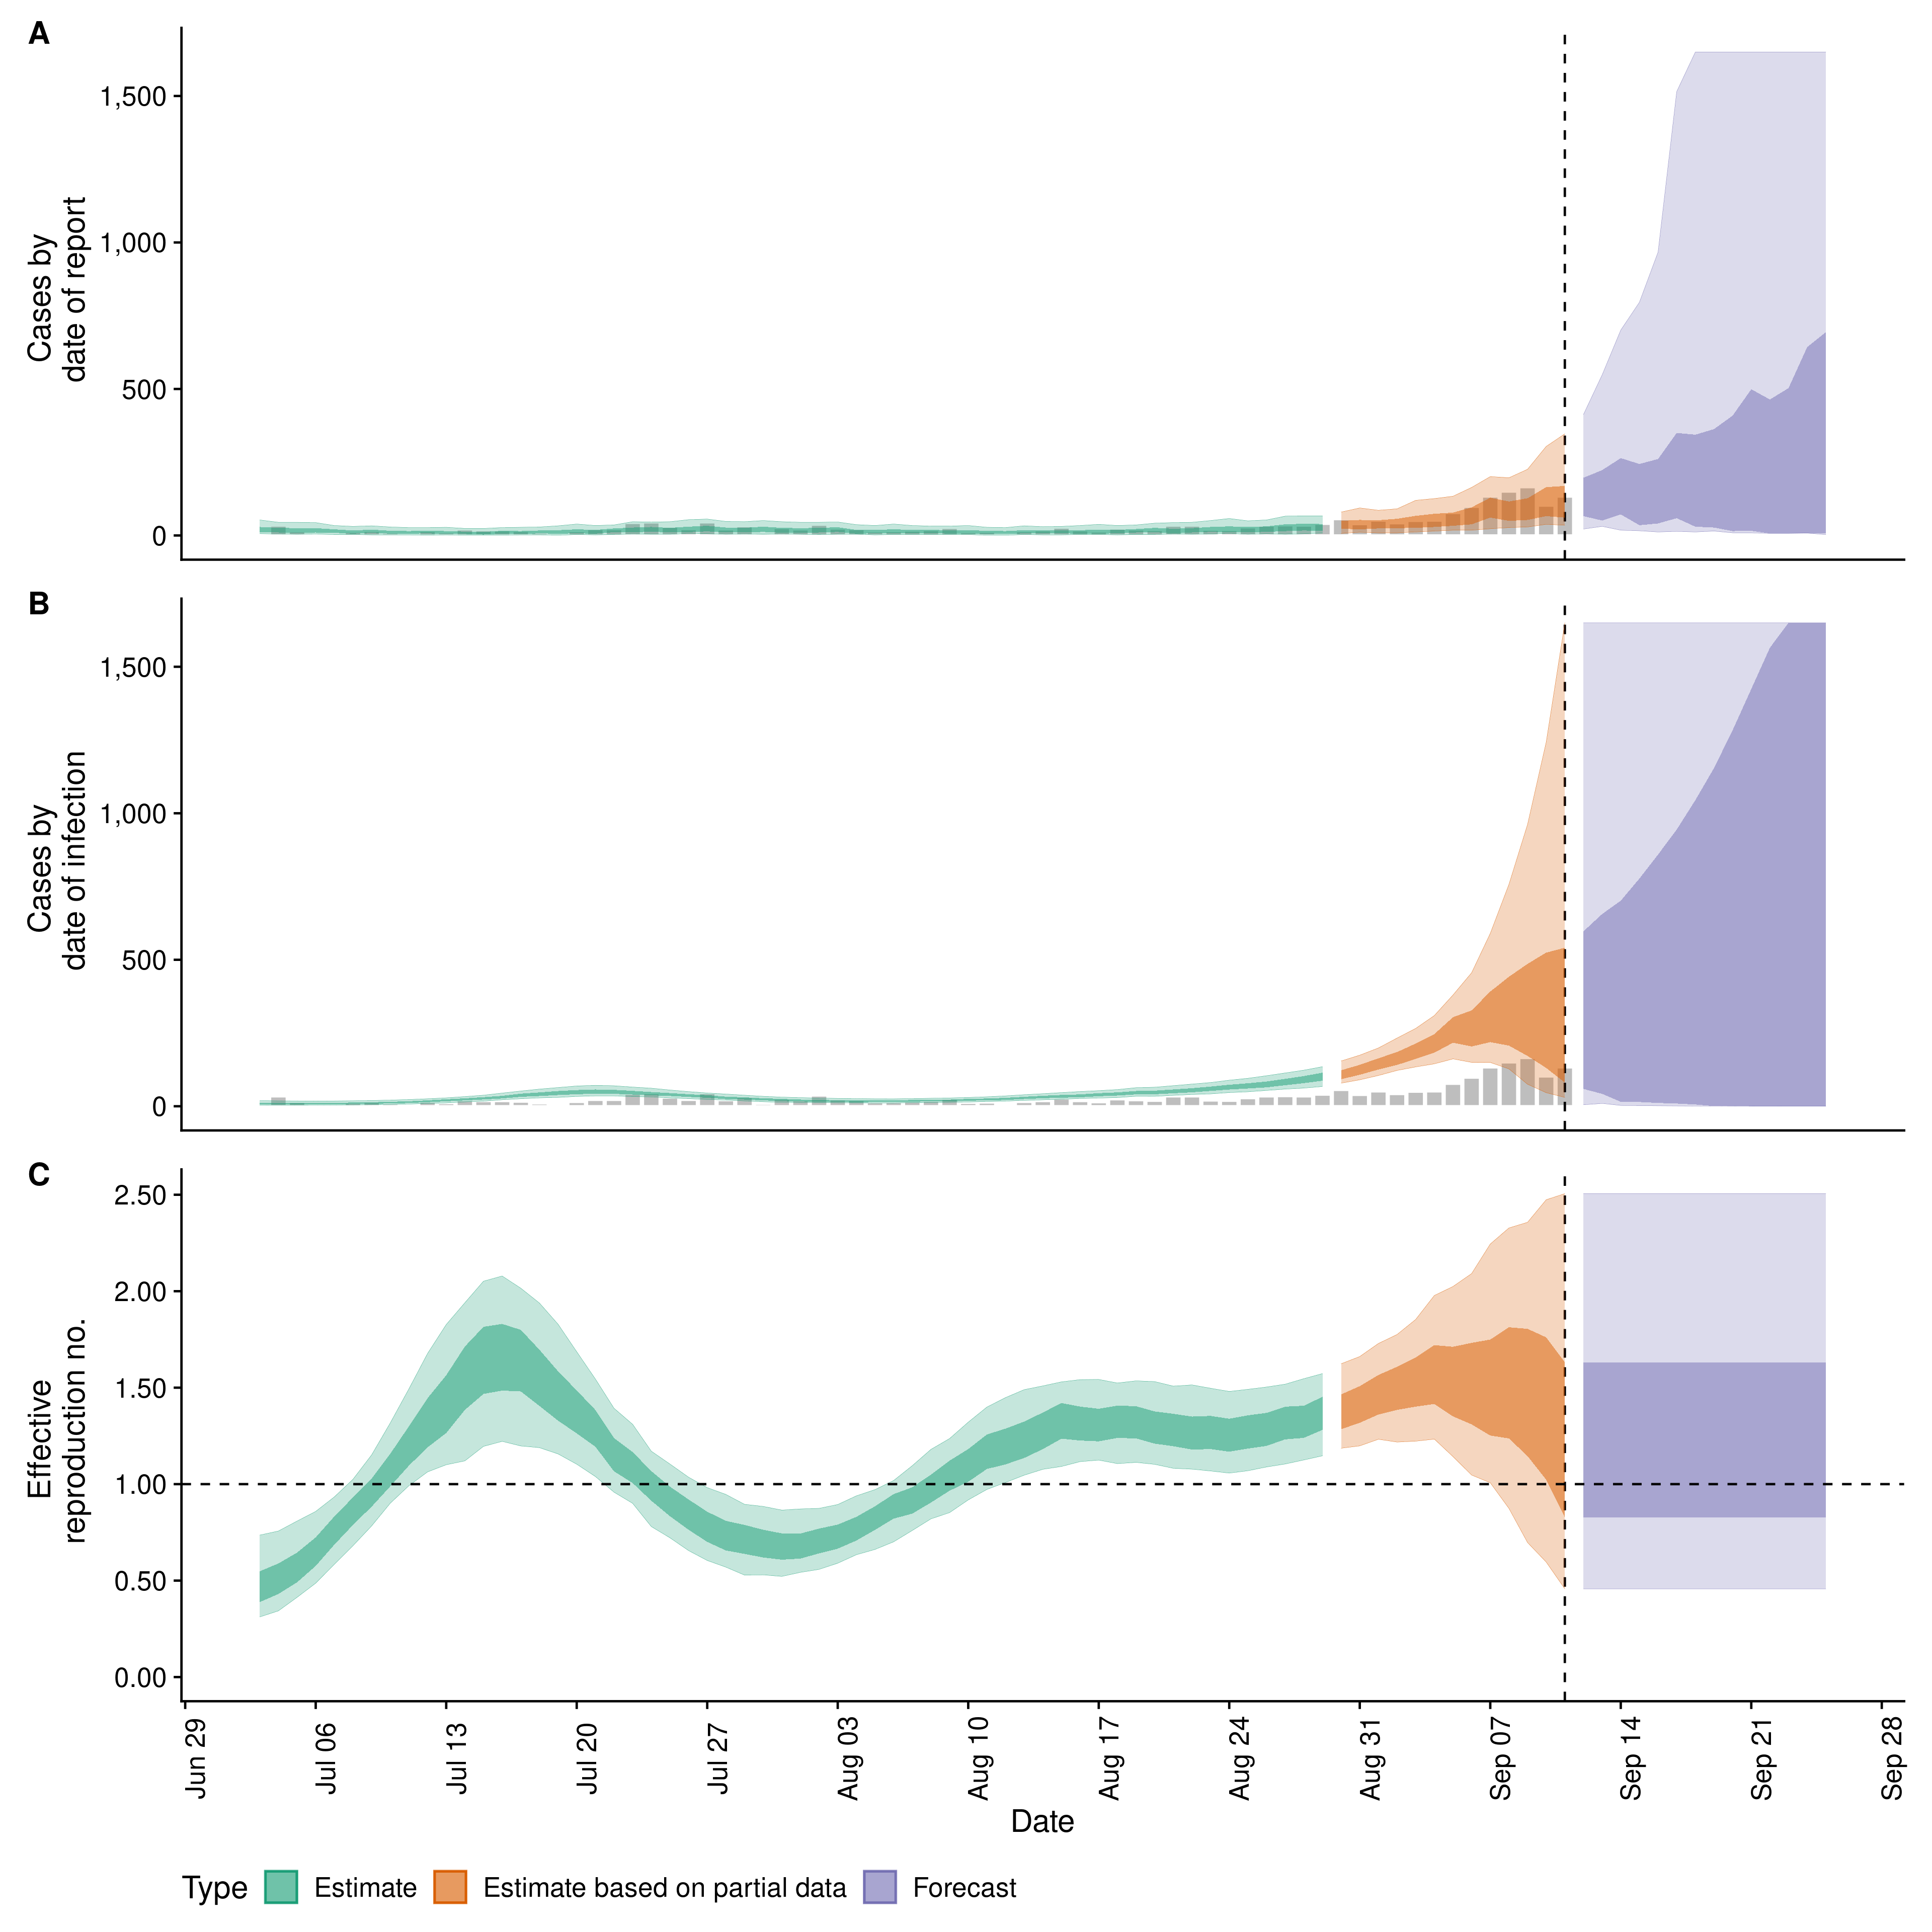 A
Cases by
date of report
1,500
1,000
500
0
B
Cases by
date of infection
1,500
1,000
500
0
C
Effective
reproduction no.
2.50
2.00
1.50
1.00
0.50
0.00
Jun 29
Jul 06
Jul 13
Jul 20
Jul 27
Aug 03
Aug 10
Aug 17
Aug 24
Aug 31
Sep 07
Sep 14
Sep 21
Sep 28
Date
Type Estimate Estimate based on partial data Forecast